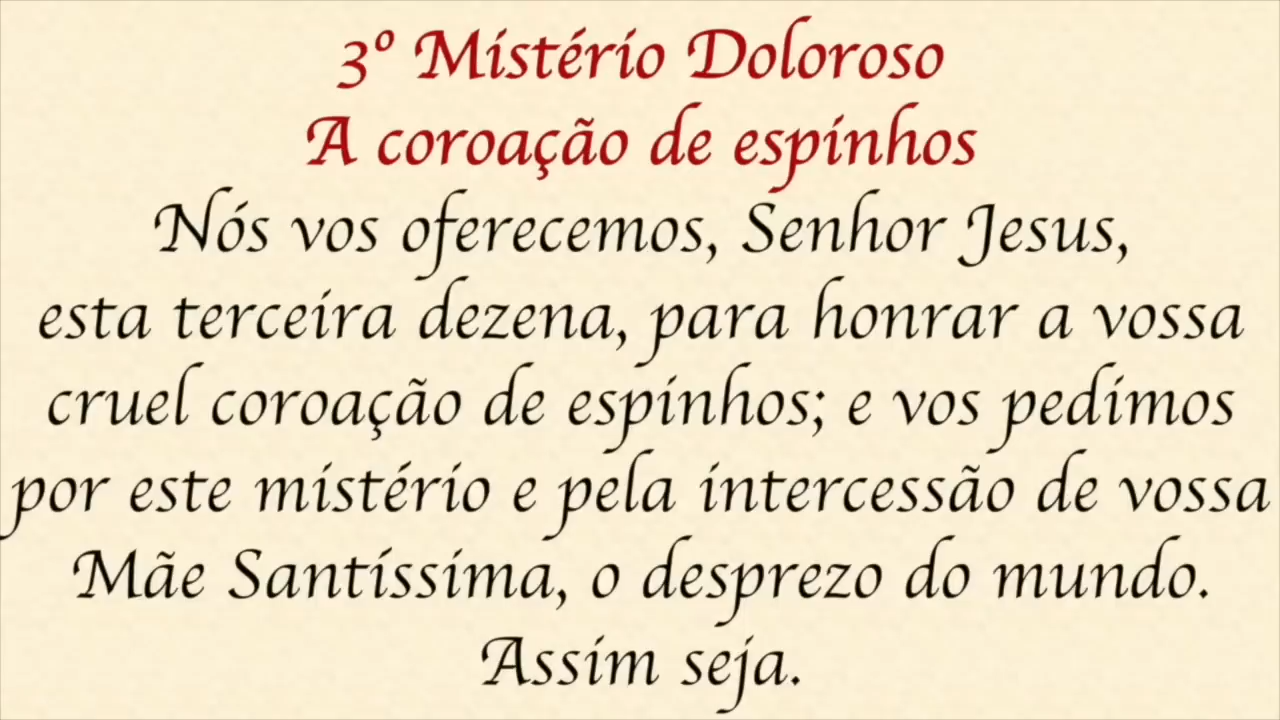 3º Mistério Doloroso
A coroação de espinhos
Nós vos oferecemos, Senhor Jesus,
esta terceira dezena, para honrar a vossa
cruel coroação de espinhos; e vos pedimos
por este mistério e pela intercessão de vossa
Mãe Santíssima, o desprezo do mundo.
Assim seja.